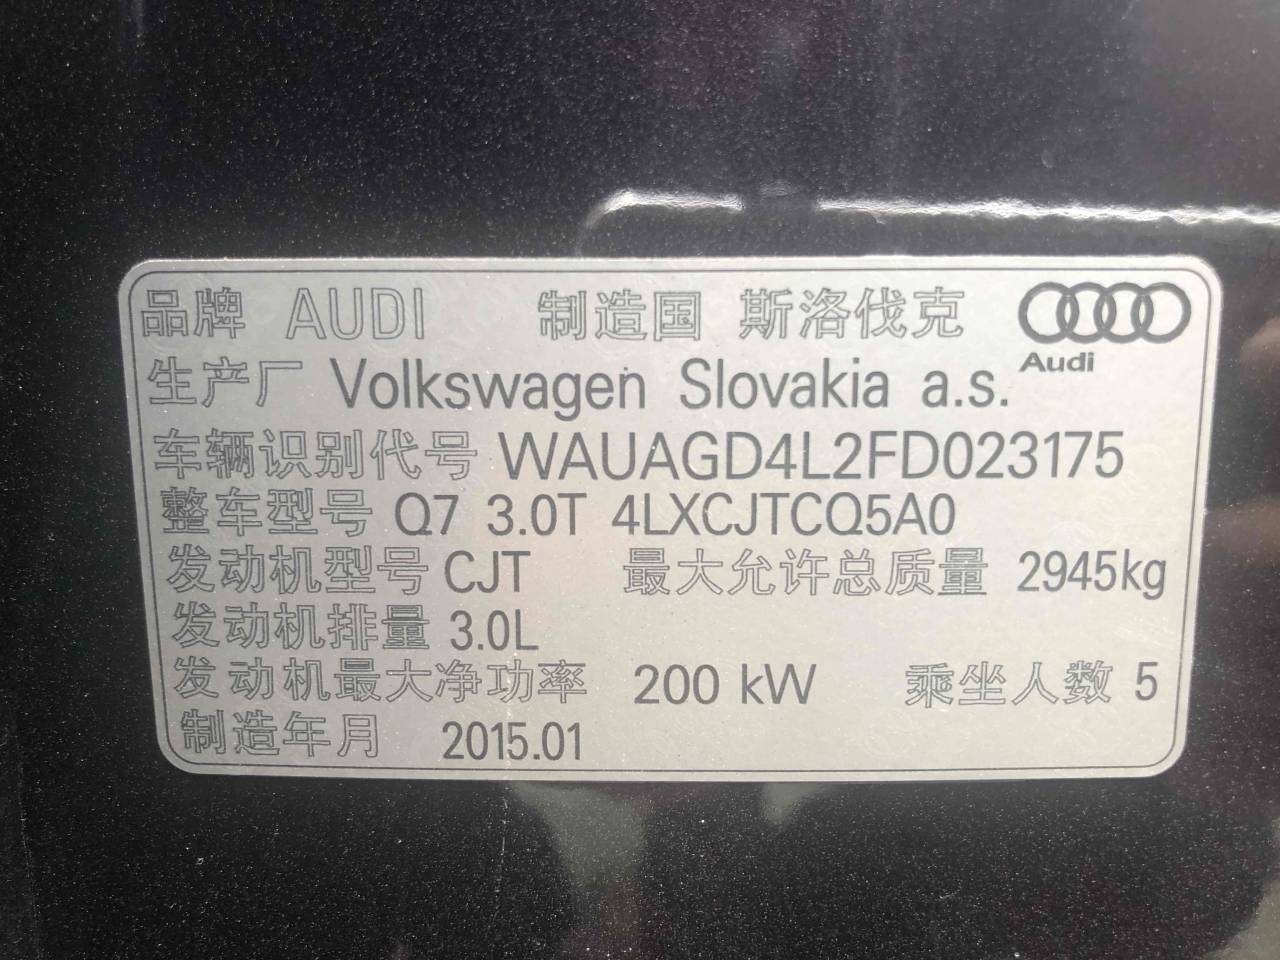 品牌 AUDI 制造国 斯洛伐克
Audi
生产厂 Volkswagen Slovakia a.s.
车辆识别代号 WAUAGD4L2FD023175
整车型号 Q7 3.0T 4LXCJTCQ5A0
发动机型号 CJT 最大允许总质量 2945kg
发动机排量 3.0L
发动机最大净功率 200 kW 乘坐人数 5
制造年月 2015.01